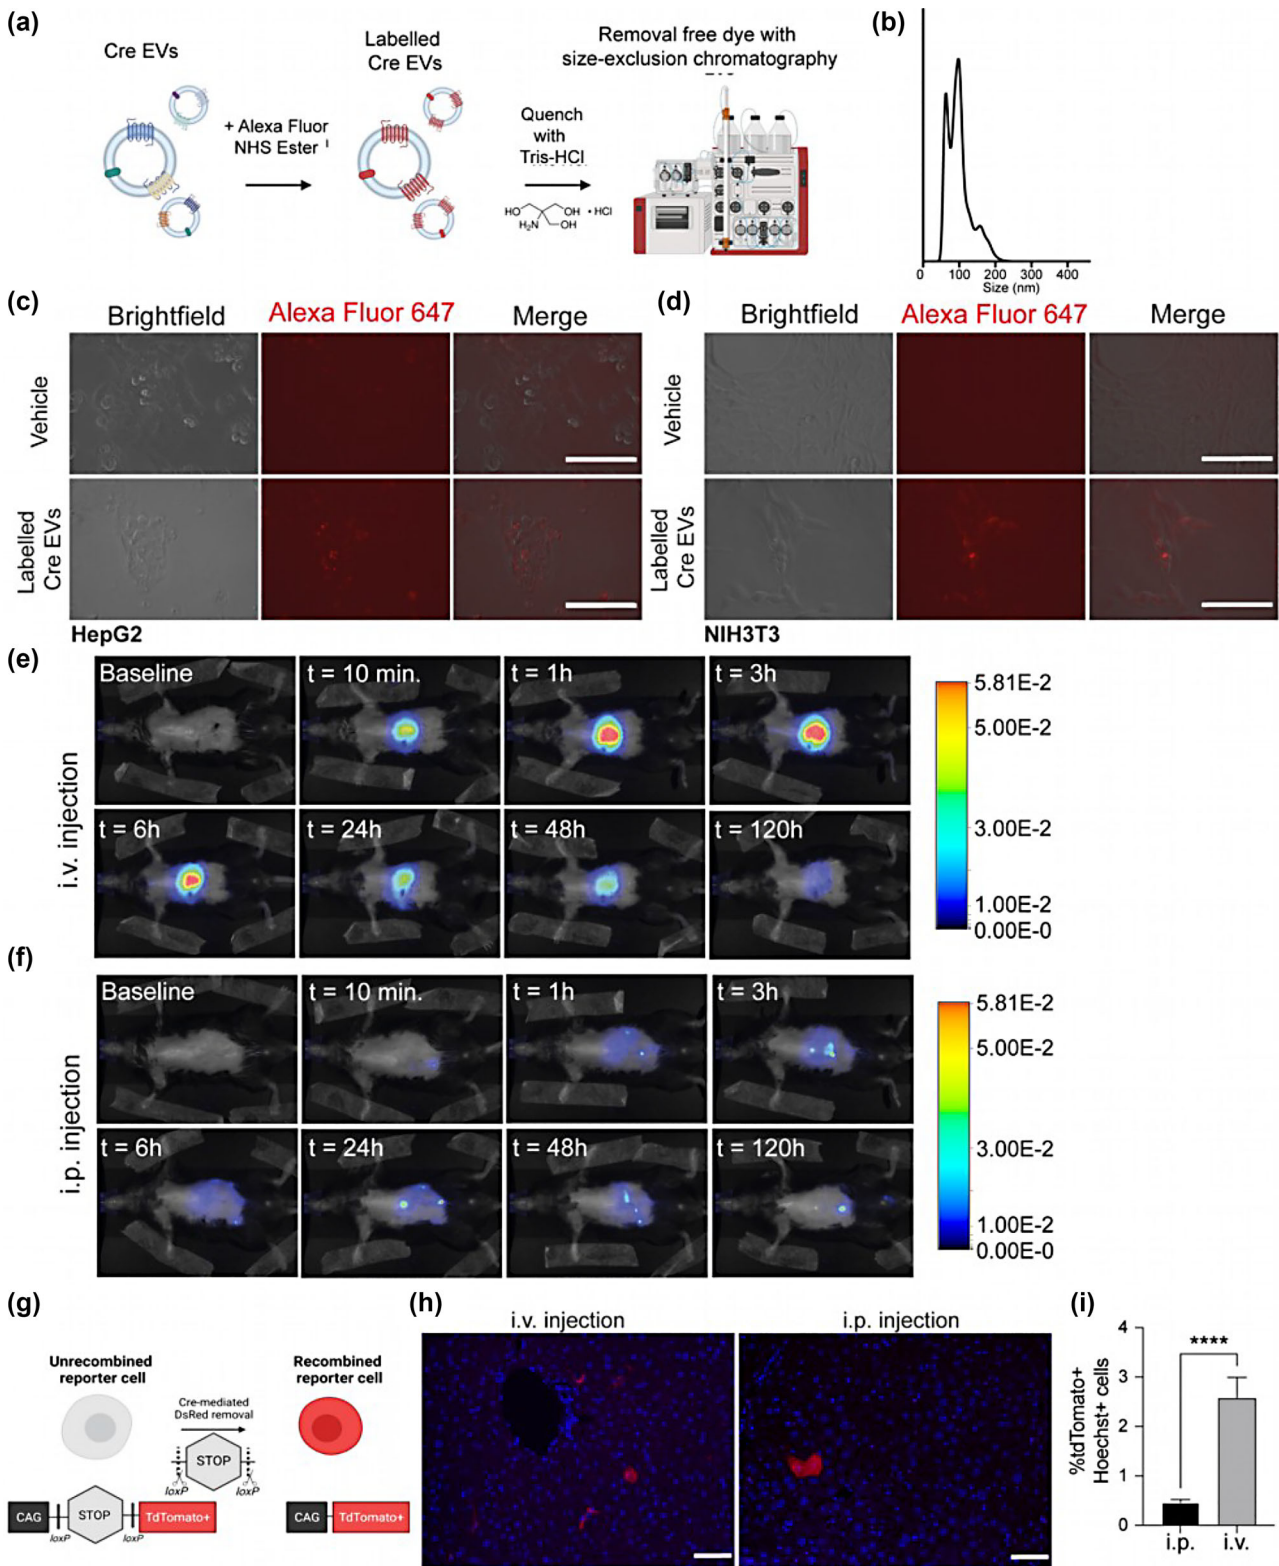 (a)
Cre EVs
+ Alexa Fluor
NHS Ester
Labelled
Cre EVs
Quench
with
Tris-HCl
HO
OH
• HCl
OH
H₂N
Removal free dye with
size-exclusion chromatography
(b)
0 100 200 300 400
Size (nm)
(c)
Brightfield Alexa Fluor 647 Merge
Vehicle
Labelled
Cre EVs
HepG2
(d)
Brightfield Alexa Fluor 647 Merge
Vehicle
Labelled
Cre EVs
NIH3T3
(e)
i.v. injection
Baseline t = 10 min. t = 1h t = 3h
t = 6h t = 24h t = 48h t = 120h
5.81E-2
5.00E-2
3.00E-2
1.00E-2
0.00E-0
(f)
i.p. injection
Baseline t = 10 min. t = 1h t = 3h
t = 6h t = 24h t = 48h t = 120h
5.81E-2
5.00E-2
3.00E-2
1.00E-2
0.00E-0
(g)
Unrecombined
reporter cell
Cre-mediated
DsRed removal
STOP
loxP loxP
Recombined
reporter cell
CAG STOP TdTomato+
loxP loxP
CAG TdTomato+
(h)
i.v. injection i.p. injection
(i)
%tdTomato+
Hoechst+ cells
4
3
2
1
0
****
i.p. i.v.